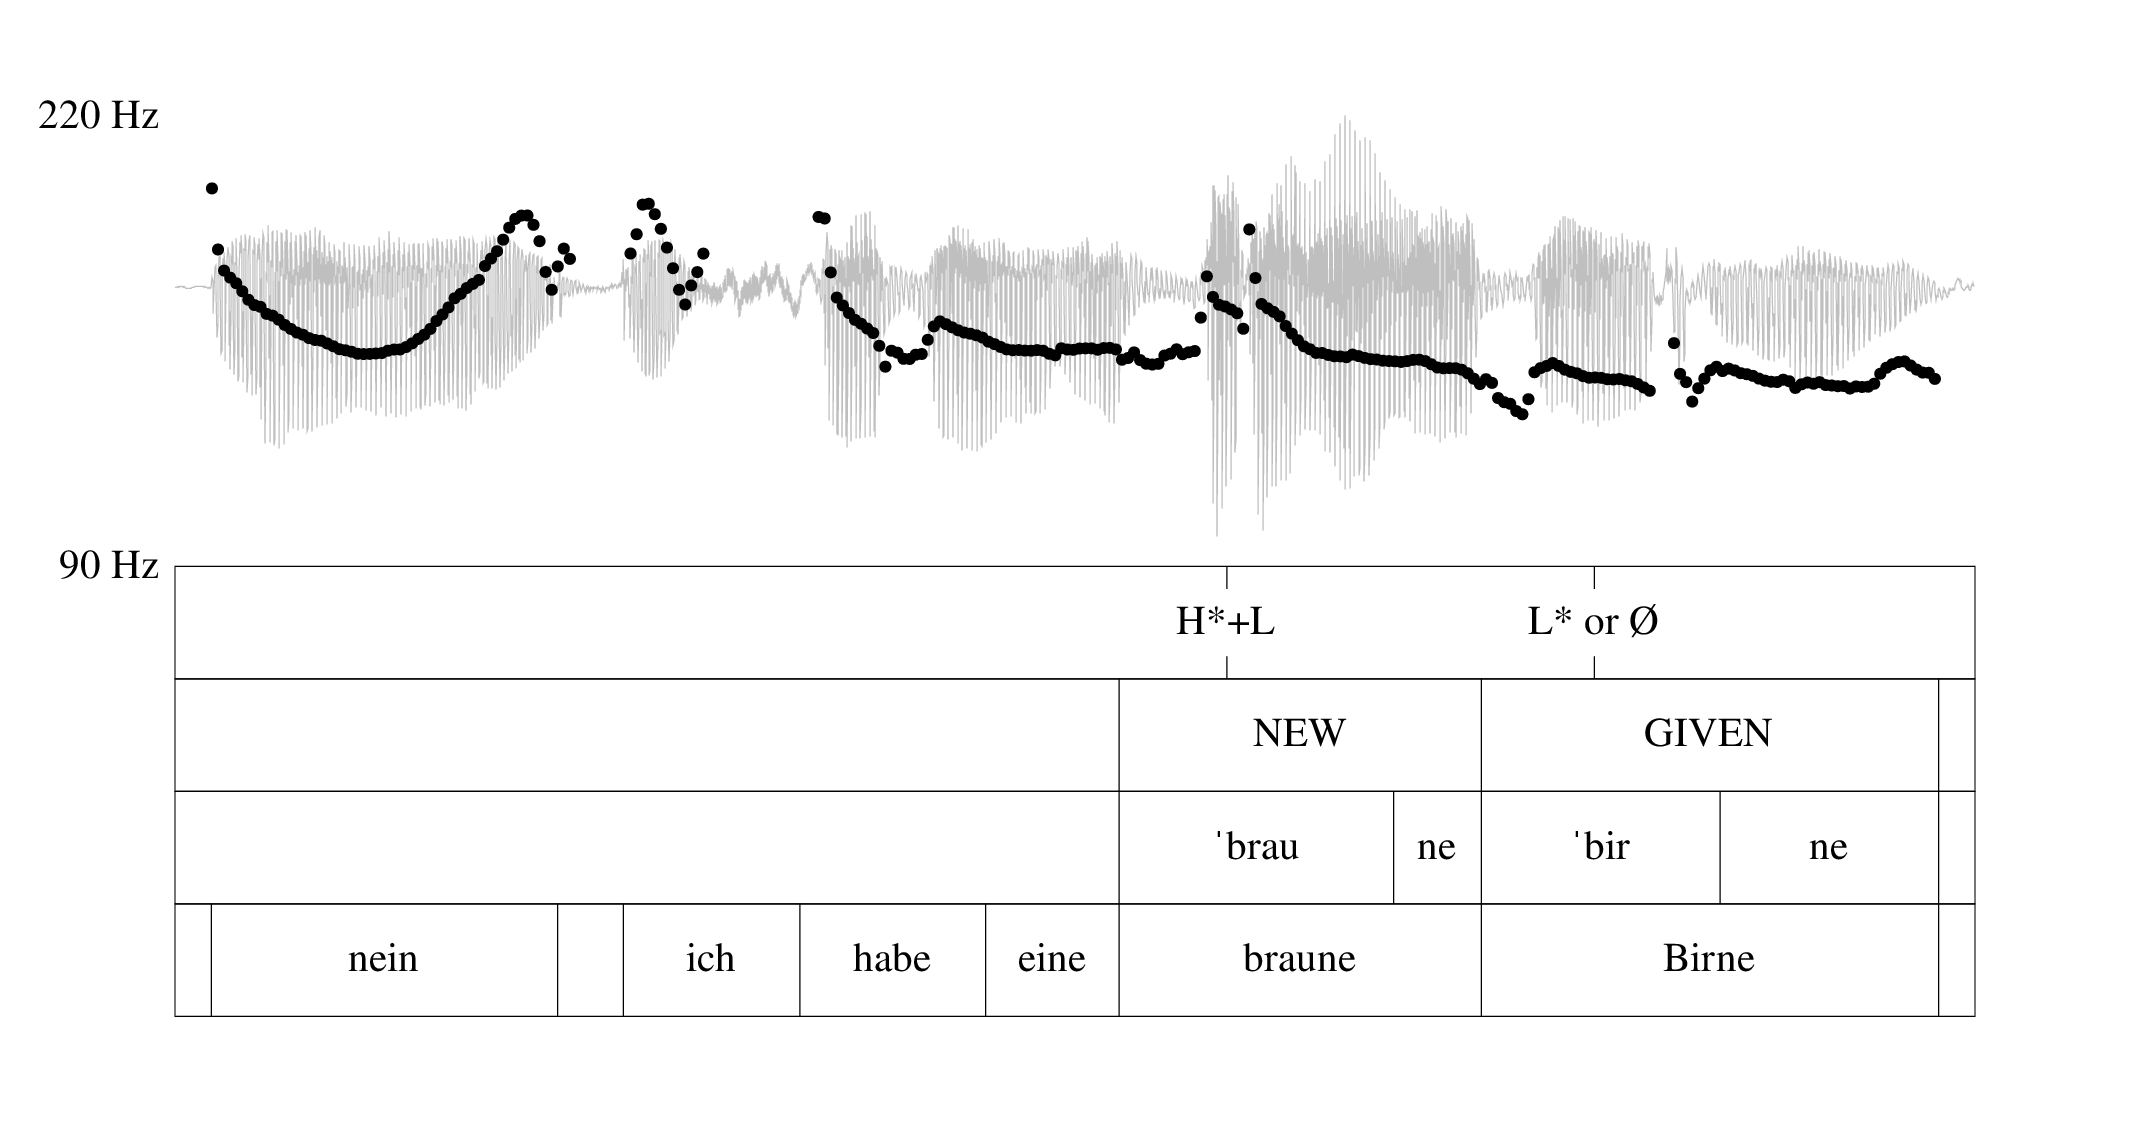 220 Hz
90 Hz
H*+L L* or Ø
NEW GIVEN
ˈbrau ne ˈbir ne
nein ich habe eine braune Birne